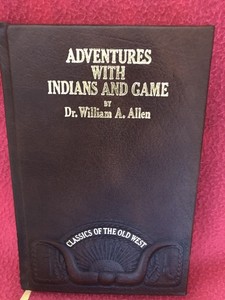 ADVENTURES
WITH
INDIANS AND GAME
BY
Dr. William A. Allen
CLASSICS OF THE OLD WEST